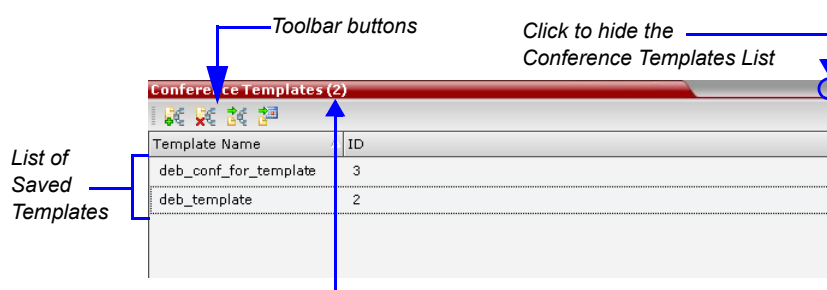 Toolbar buttons
Click to hide the
Conference Templates List
Conference Templates (2)
Template Name
ID
List of
Saved
Templates
deb_conf_for_template 3
deb_template 2